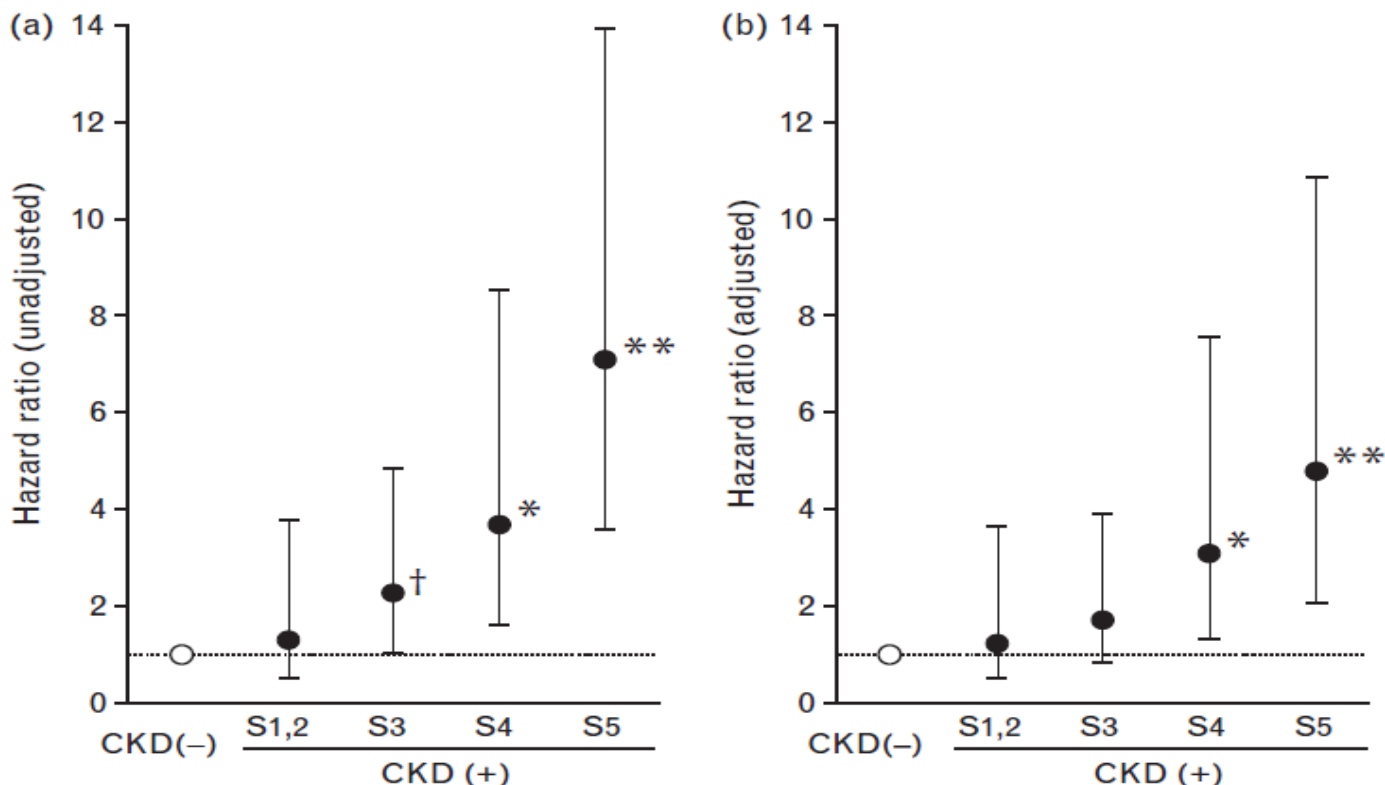 (a)
Hazard ratio (unadjusted)
14
12
10
8
6
4
2
0
†
*
**
CKD(–)
S1,2 S3 S4 S5
CKD (+)
(b)
Hazard ratio (adjusted)
14
12
10
8
6
4
2
0
*
**
CKD(–)
S1,2 S3 S4 S5
CKD (+)